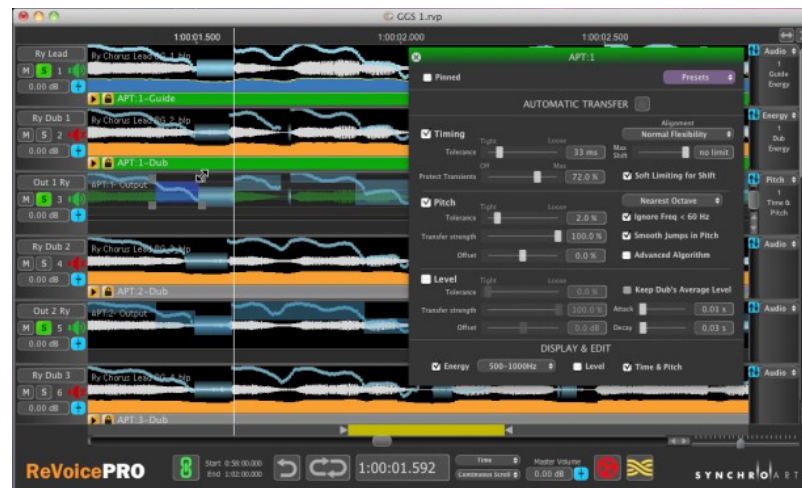 GGS 1.rvp
1:00:01.500
1:00:02.000
1:00:02.500
Ry Lead
Ry Chorus Lead
M S 1
0.00 dB +
APT:1-Guide
Ry Dub 1
M S 2
0.00 dB +
APT:1-Dub
Out 1 Ry
APT:1- Output
M S 3
0.00 dB +
Ry Dub 2
Ry Chorus Lead
M S 4
0.00 dB +
APT:2-Dub
Out 2 Ry
APT:2- Output
M S 5
0.00 dB +
Ry Dub 3
Ry Chorus Lead
M S 6
0.00 dB +
APT:3-Dub
APT:1
Pinned
Presets
AUTOMATIC TRANSFER
Timing
Tight
Loose
Alignment
Normal Flexibility
Tolerance
33 ms
Max Shift
no limit
Off
Max
Protect Transients
72.0 %
Soft Limiting for Shift
Pitch
Tight
Loose
Nearest Octave
Tolerance
2.0 %
Ignore Freq < 60 Hz
Transfer strength
100.0 %
Smooth Jumps in Pitch
Offset
0.0 %
Advanced Algorithm
Level
Tight
Loose
Tolerance
0.0 %
Keep Dub's Average Level
Transfer strength
100.0 %
Attack
0.01 s
Offset
0.0 dB
Decay
0.03 s
DISPLAY & EDIT
Energy
500-1000Hz
Level
Time & Pitch
Audio
1
Guide
Energy
Energy
1
Dub
Energy
Pitch
1
Time &
Pitch
Audio
Audio
Audio
ReVoicePRO
Start 0:58:00.000
End 1:02:00.000
1:00:01.592
Time
Continuous Scroll
Master Volume
0.00 dB +
SYNCHROART